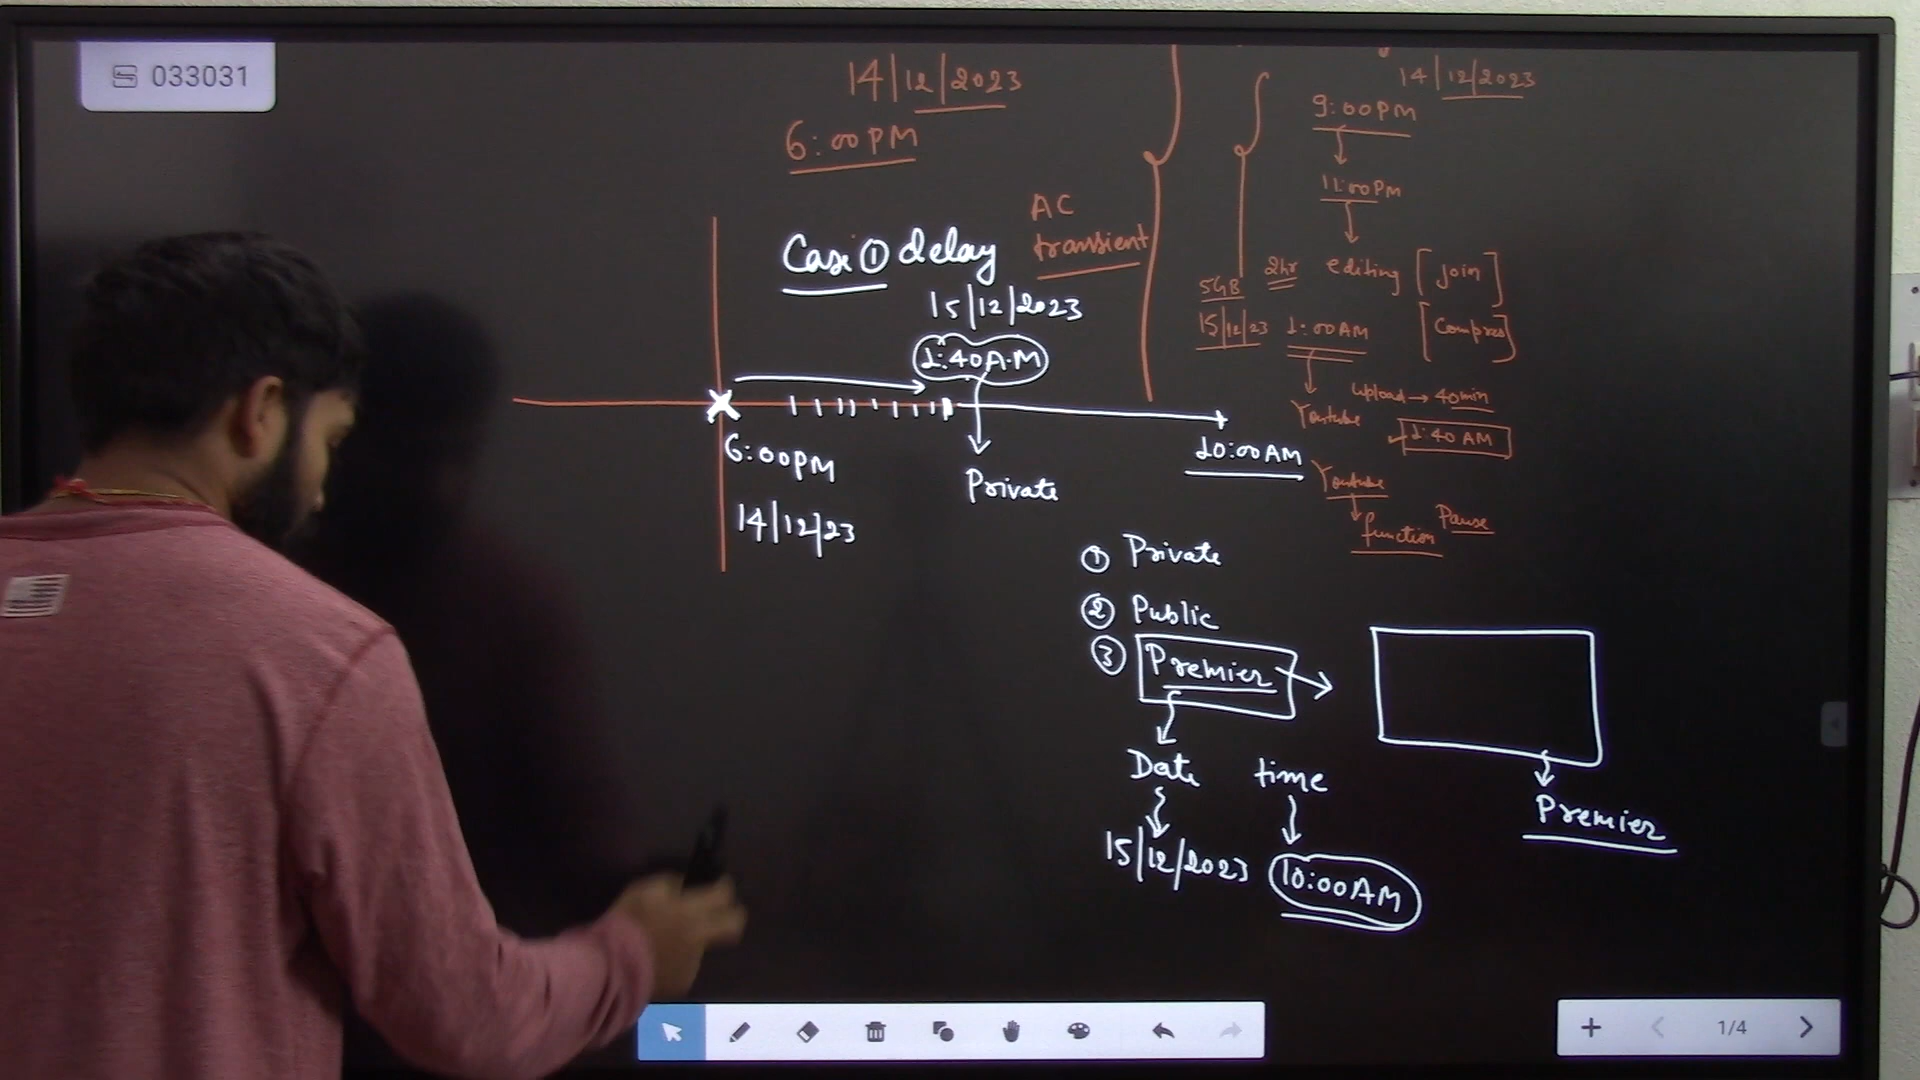 033031
14/12/2023
6:00PM
AC
transient
Case ① delay
15/12/2023
1:40A.M
6:00PM
14/12/23
Private
10:00AM
14/12/2023
9:00PM
11:00PM
5GB 2hr editing [Join]
15/12/23 1:00AM [Compres]
Upload → 40min
Youtube
1:40 AM
Youtube
function Pause
① Private
② Public
③ Premier →
Date time
15/12/2023 10:00AM
Premier
1/4